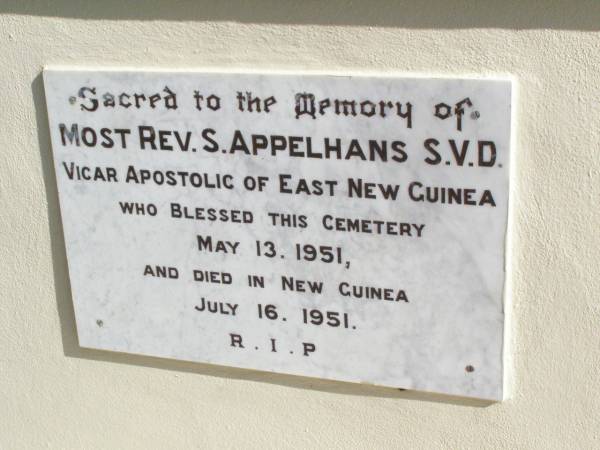 Sacred to the Memory of
MOST REV. S. APPELHANS S.V.D.
VICAR APOSTOLIC OF EAST NEW GUINEA
WHO BLESSED THIS CEMETERY
MAY 13. 1951,
AND DIED IN NEW GUINEA
JULY 16. 1951.
R . I . P